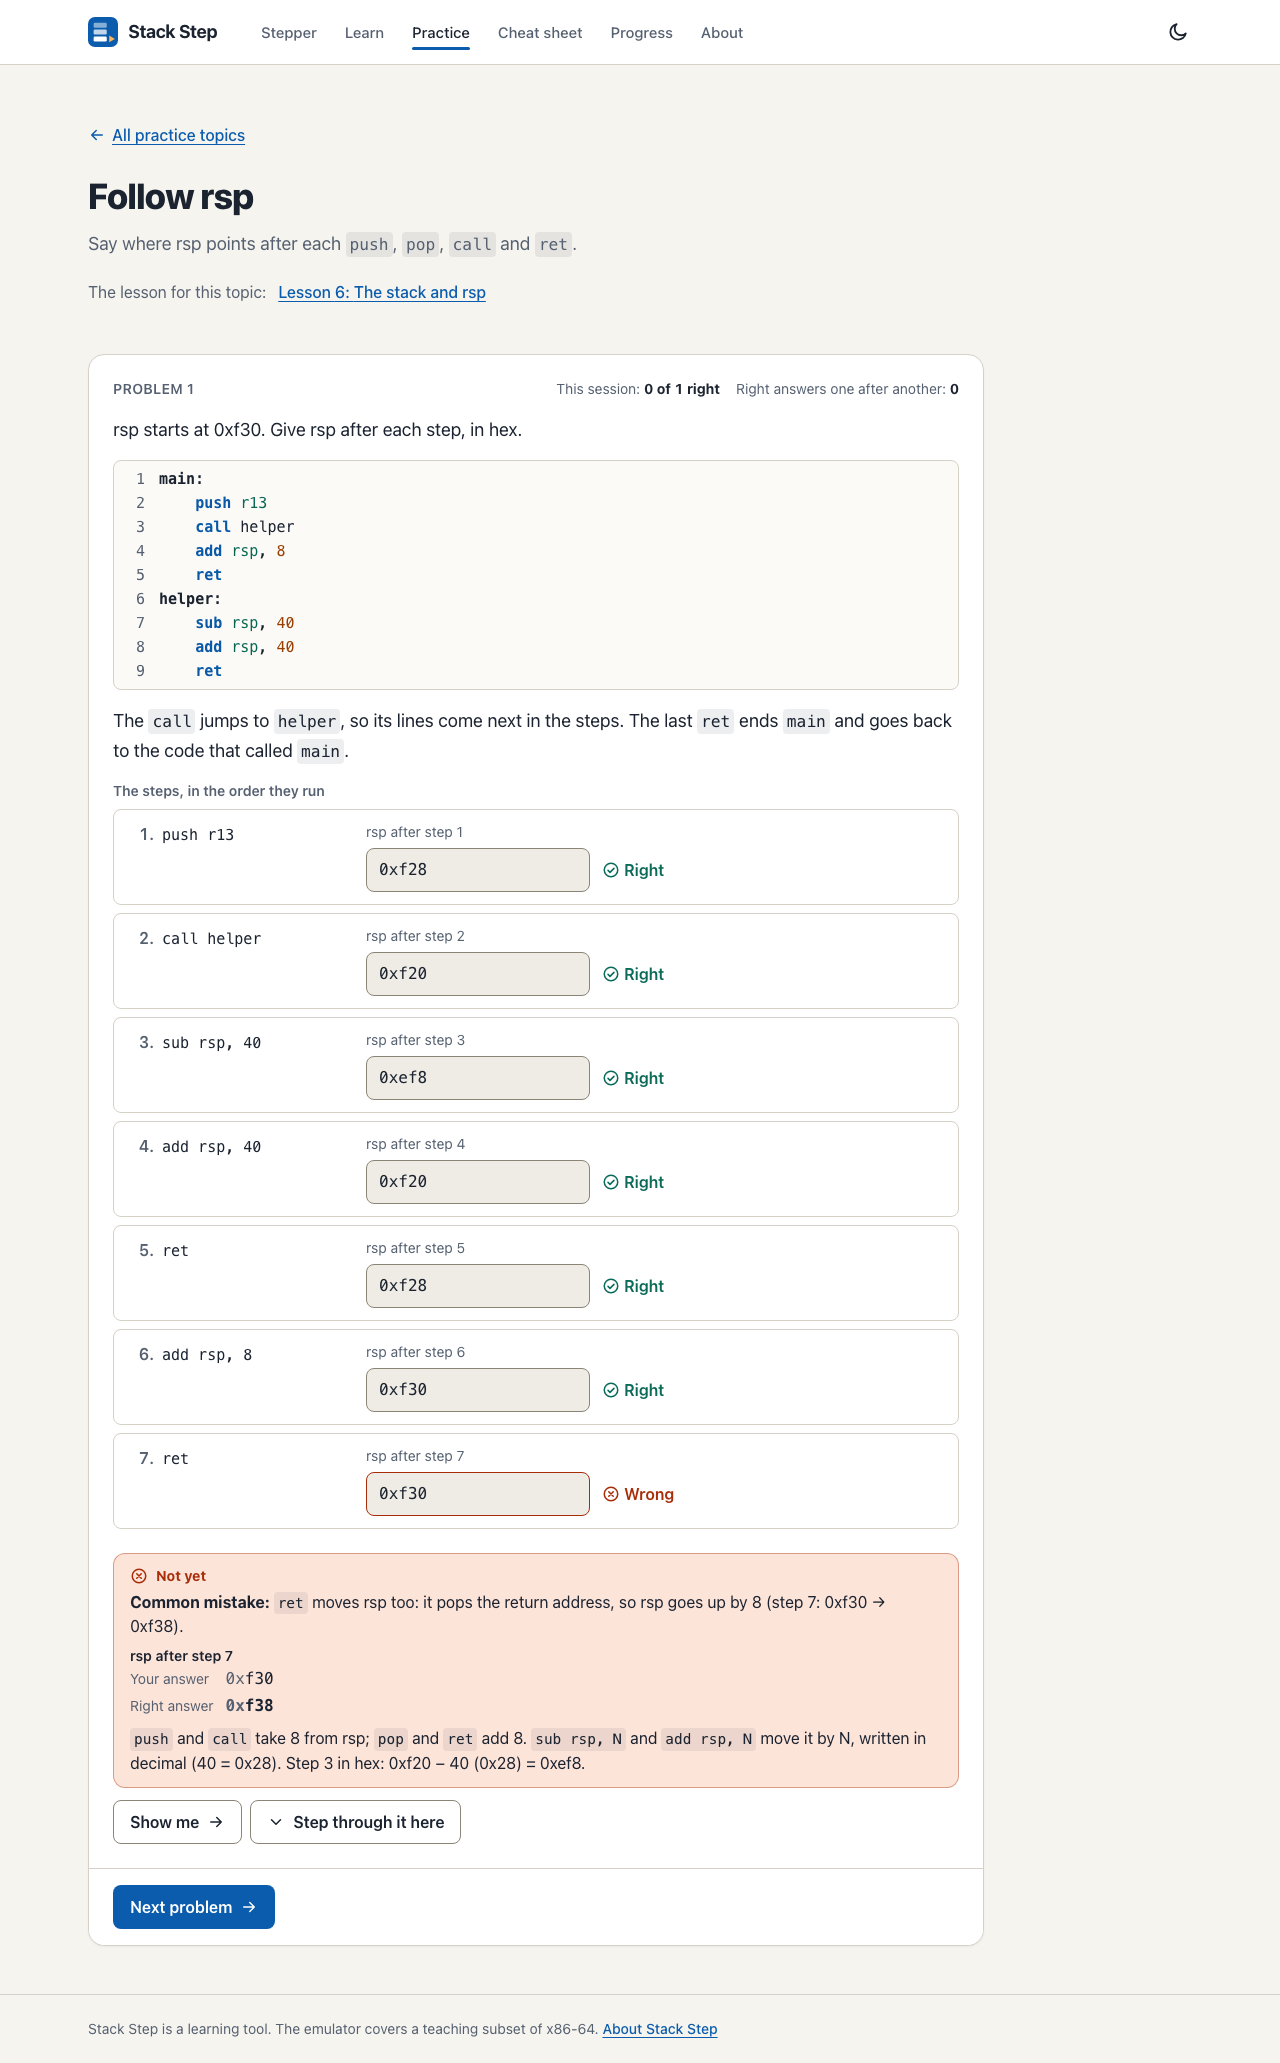 Stack Step
Stepper
Learn
Practice
Cheat sheet
Progress
About
← All practice topics
Follow rsp
Say where rsp points after each push, pop, call and ret.
The lesson for this topic: Lesson 6: The stack and rsp
PROBLEM 1
This session: 0 of 1 right
Right answers one after another: 0
rsp starts at 0xf30. Give rsp after each step, in hex.
1 main:
2 push r13
3 call helper
4 add rsp, 8
5 ret
6 helper:
7 sub rsp, 40
8 add rsp, 40
9 ret
The call jumps to helper, so its lines come next in the steps. The last ret ends main and goes back
to the code that called main.
The steps, in the order they run
1. push r13
rsp after step 1
0xf28
Right
2. call helper
rsp after step 2
0xf20
Right
3. sub rsp, 40
rsp after step 3
0xef8
Right
4. add rsp, 40
rsp after step 4
0xf20
Right
5. ret
rsp after step 5
0xf28
Right
6. add rsp, 8
rsp after step 6
0xf30
Right
7. ret
rsp after step 7
0xf30
Wrong
Not yet
Common mistake: ret moves rsp too: it pops the return address, so rsp goes up by 8 (step 7: 0xf30 →
0xf38).
rsp after step 7
Your answer 0xf30
Right answer 0xf38
push and call take 8 from rsp; pop and ret add 8. sub rsp, N and add rsp, N move it by N, written in
decimal (40 = 0x28). Step 3 in hex: 0xf20 − 40 (0x28) = 0xef8.
Show me →
Step through it here
Next problem →
Stack Step is a learning tool. The emulator covers a teaching subset of x86-64. About Stack Step